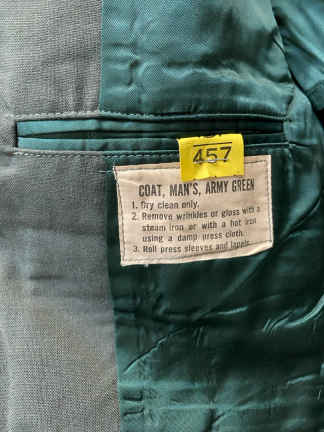 457
COAT, MAN'S, ARMY GREEN
1. Dry clean only.
2. Remove wrinkles or gloss with a
steam iron or with a hot iron
using a damp press cloth.
3. Roll press sleeves and lapels.